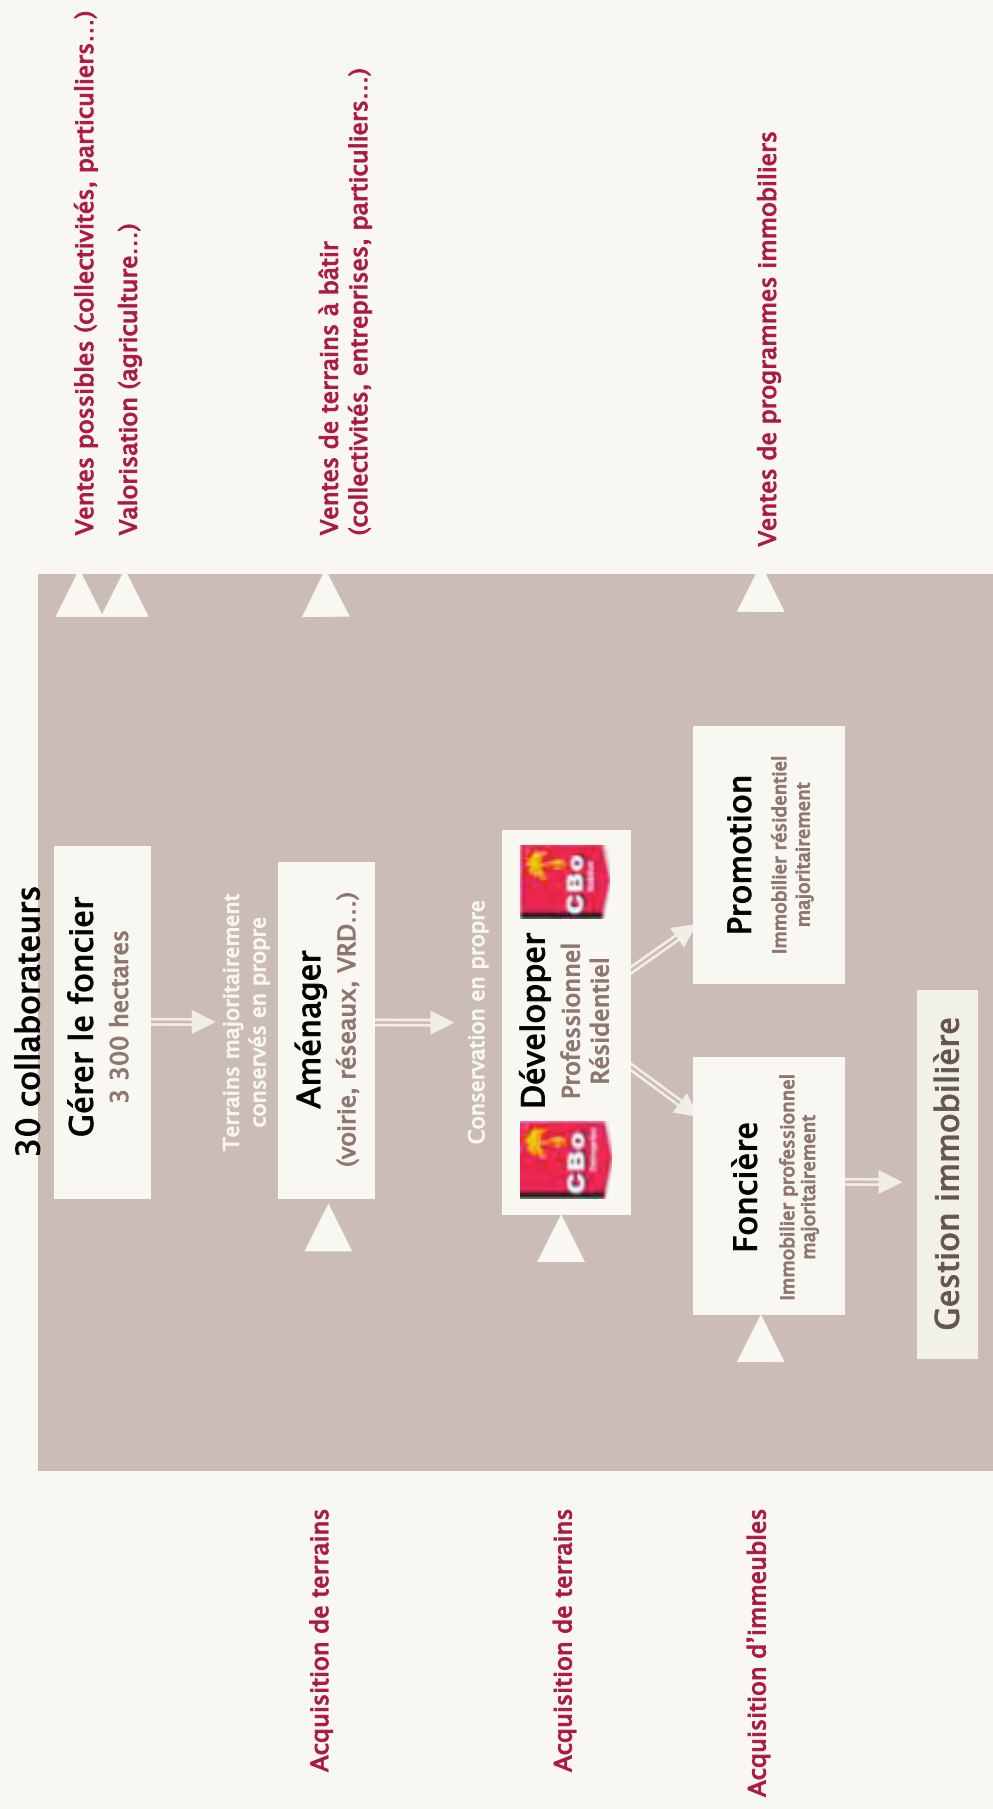 30 collaborateurs
Gérer le foncier
3 300 hectares
Ventes possibles (collectivités, particuliers...)
Valorisation (agriculture...)
Terrains majoritairement
conservés en propre
Acquisition de terrains
Aménager
(voirie, réseaux, VRD...)
Ventes de terrains à bâtir
(collectivités, entreprises, particuliers...)
Conservation en propre
Acquisition de terrains
CBo
Entreprise
Développer
Professionnel
Résidentiel
CBo
Habitat
Acquisition d’immeubles
Foncière
Immobilier professionnel
majoritairement
Promotion
Immobilier résidentiel
majoritairement
Ventes de programmes immobiliers
Gestion immobilière